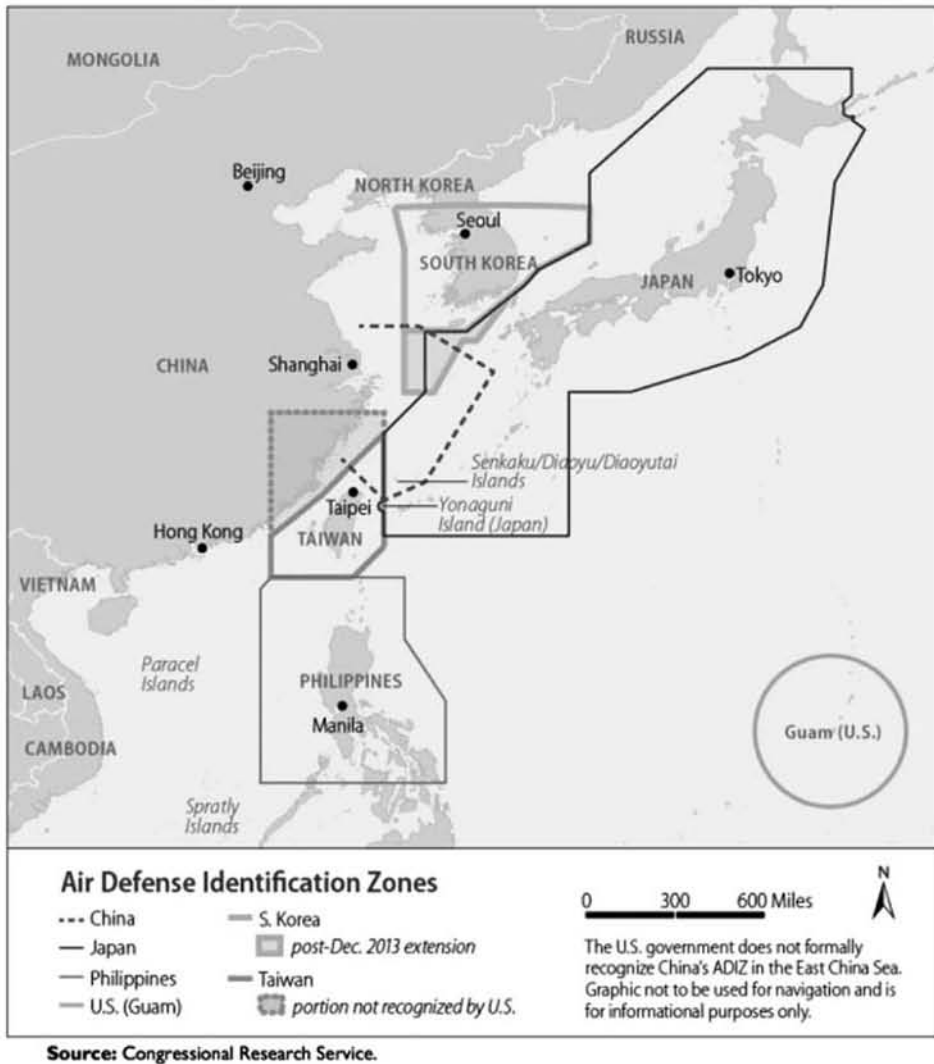 RUSSIA
MONGOLIA
Beijing
NORTH KOREA
Seoul
SOUTH KOREA
JAPAN
Tokyo
CHINA
Shanghai
Senkaku/Diaoyu/Diaoyutai
Islands
Taipei
Yonaguni
Island (Japan)
Hong Kong
TAIWAN
VIETNAM
Paracel
Islands
LAOS
PHILIPPINES
Manila
Guam (U.S.)
CAMBODIA
Spratly
Islands
Air Defense Identification Zones
China
Japan
Philippines
U.S. (Guam)
S. Korea
post-Dec. 2013 extension
Taiwan
portion not recognized by U.S.
0 300 600 Miles
N
The U.S. government does not formally
recognize China's ADIZ in the East China Sea.
Graphic not to be used for navigation and is
for informational purposes only.
Source: Congressional Research Service.